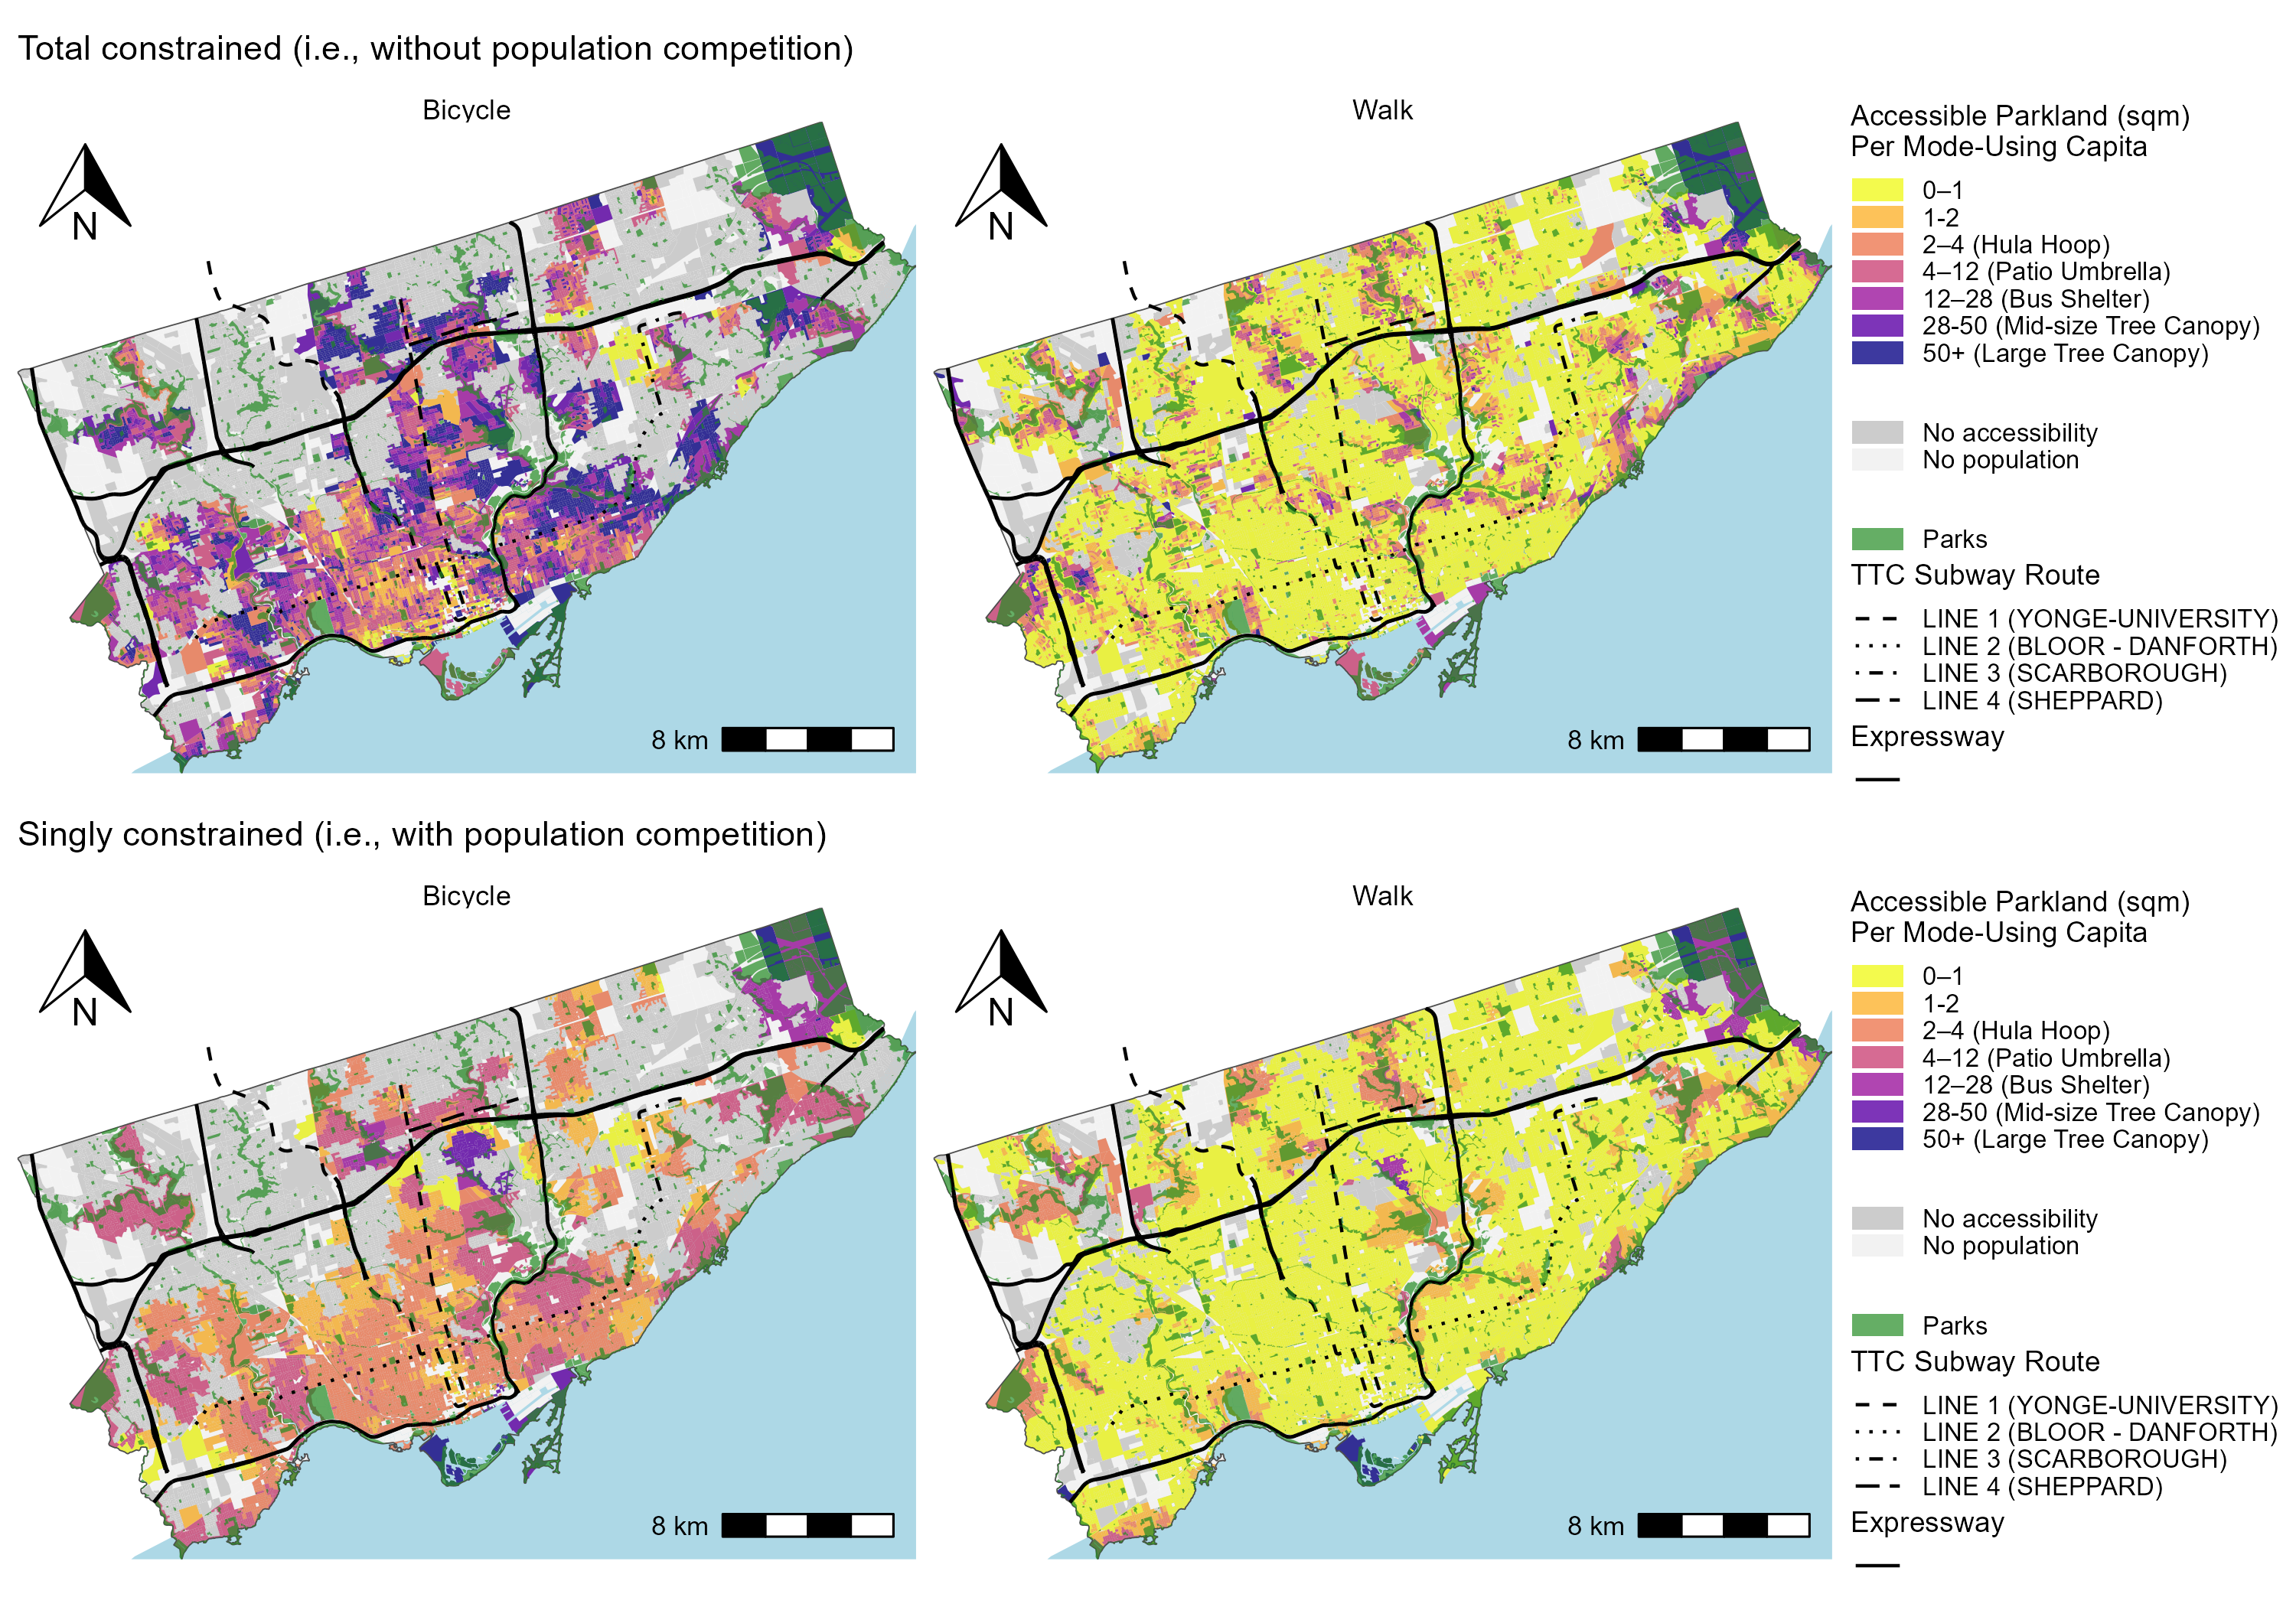 Total constrained (i.e., without population competition)
Bicycle
Walk
N
N
8 km
8 km
Accessible Parkland (sqm)
Per Mode-Using Capita
0–1
1-2
2–4 (Hula Hoop)
4–12 (Patio Umbrella)
12–28 (Bus Shelter)
28-50 (Mid-size Tree Canopy)
50+ (Large Tree Canopy)
No accessibility
No population
Parks
TTC Subway Route
LINE 1 (YONGE-UNIVERSITY)
LINE 2 (BLOOR - DANFORTH)
LINE 3 (SCARBOROUGH)
LINE 4 (SHEPPARD)
Expressway
Singly constrained (i.e., with population competition)
Bicycle
Walk
N
N
8 km
8 km
Accessible Parkland (sqm)
Per Mode-Using Capita
0–1
1-2
2–4 (Hula Hoop)
4–12 (Patio Umbrella)
12–28 (Bus Shelter)
28-50 (Mid-size Tree Canopy)
50+ (Large Tree Canopy)
No accessibility
No population
Parks
TTC Subway Route
LINE 1 (YONGE-UNIVERSITY)
LINE 2 (BLOOR - DANFORTH)
LINE 3 (SCARBOROUGH)
LINE 4 (SHEPPARD)
Expressway